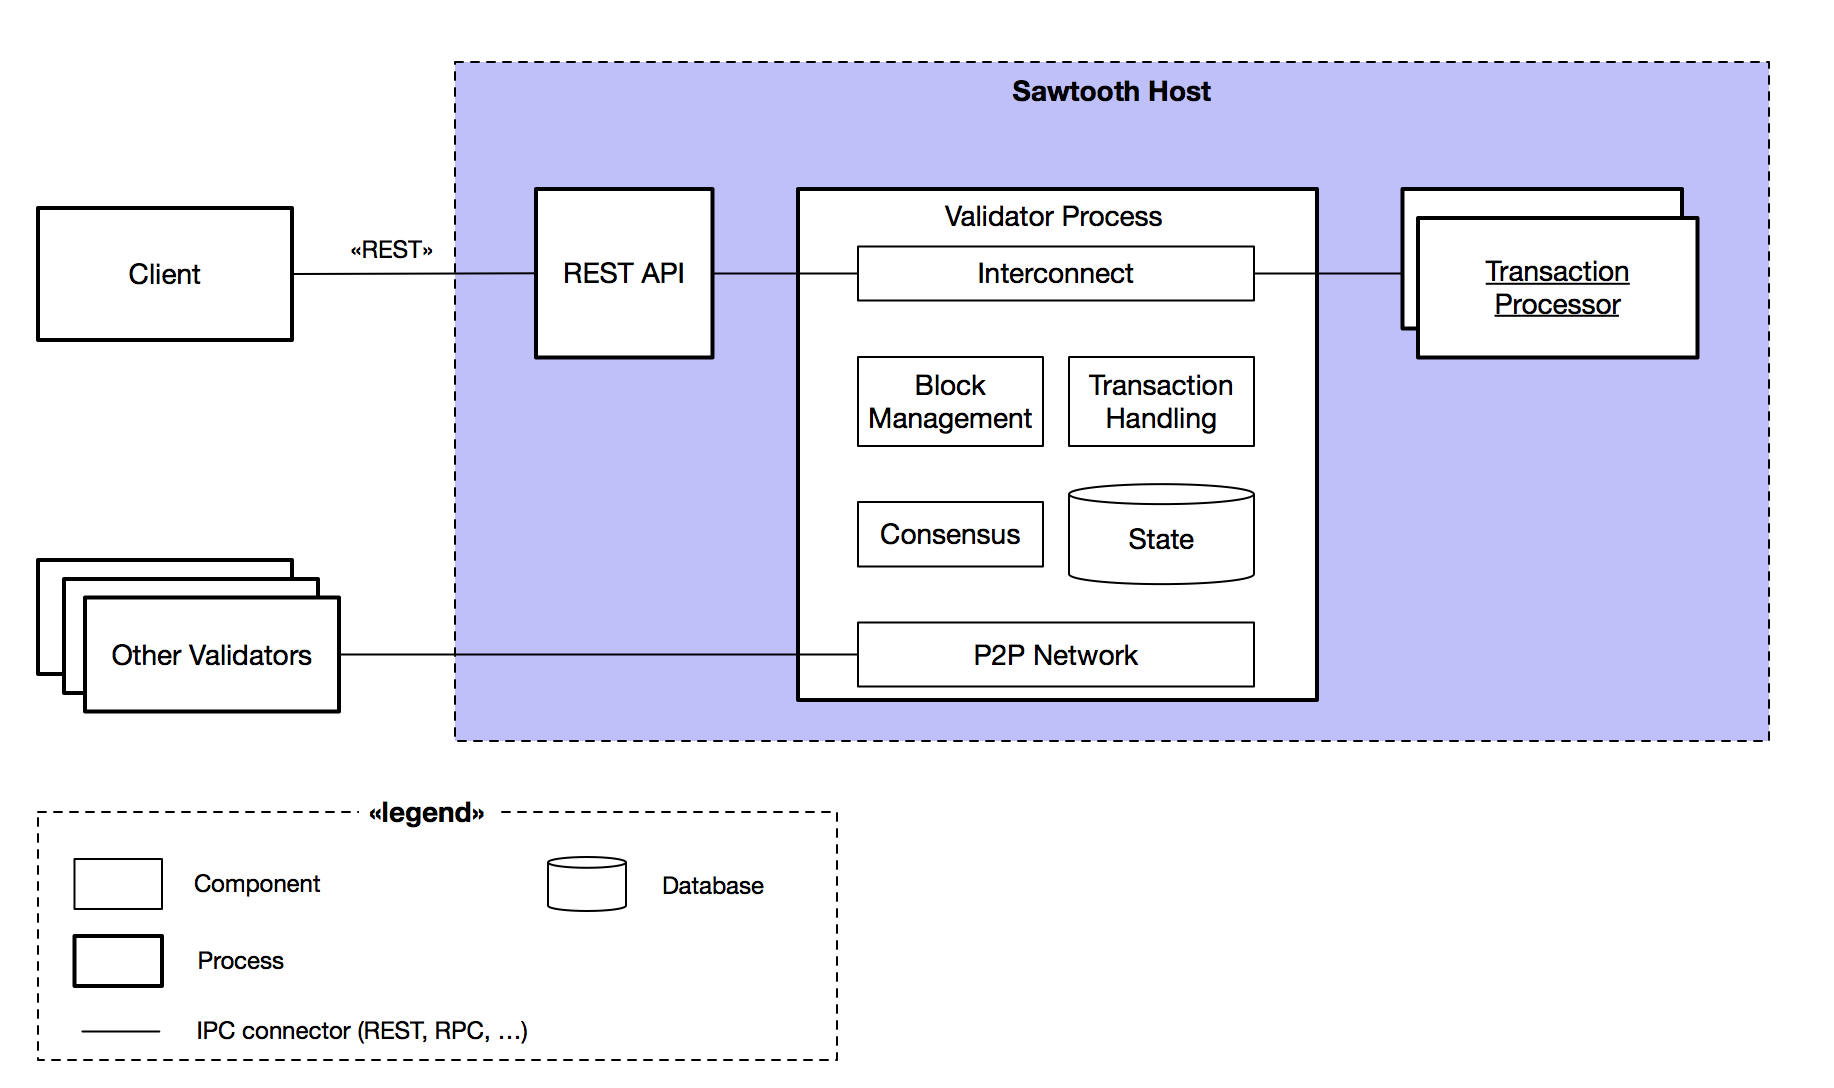 Sawtooth Host
Client
«REST»
REST API
Validator Process
Interconnect
Transaction
Processor
Block
Management
Transaction
Handling
Consensus
State
Other Validators
P2P Network
«legend»
Component
Database
Process
IPC connector (REST, RPC, …)